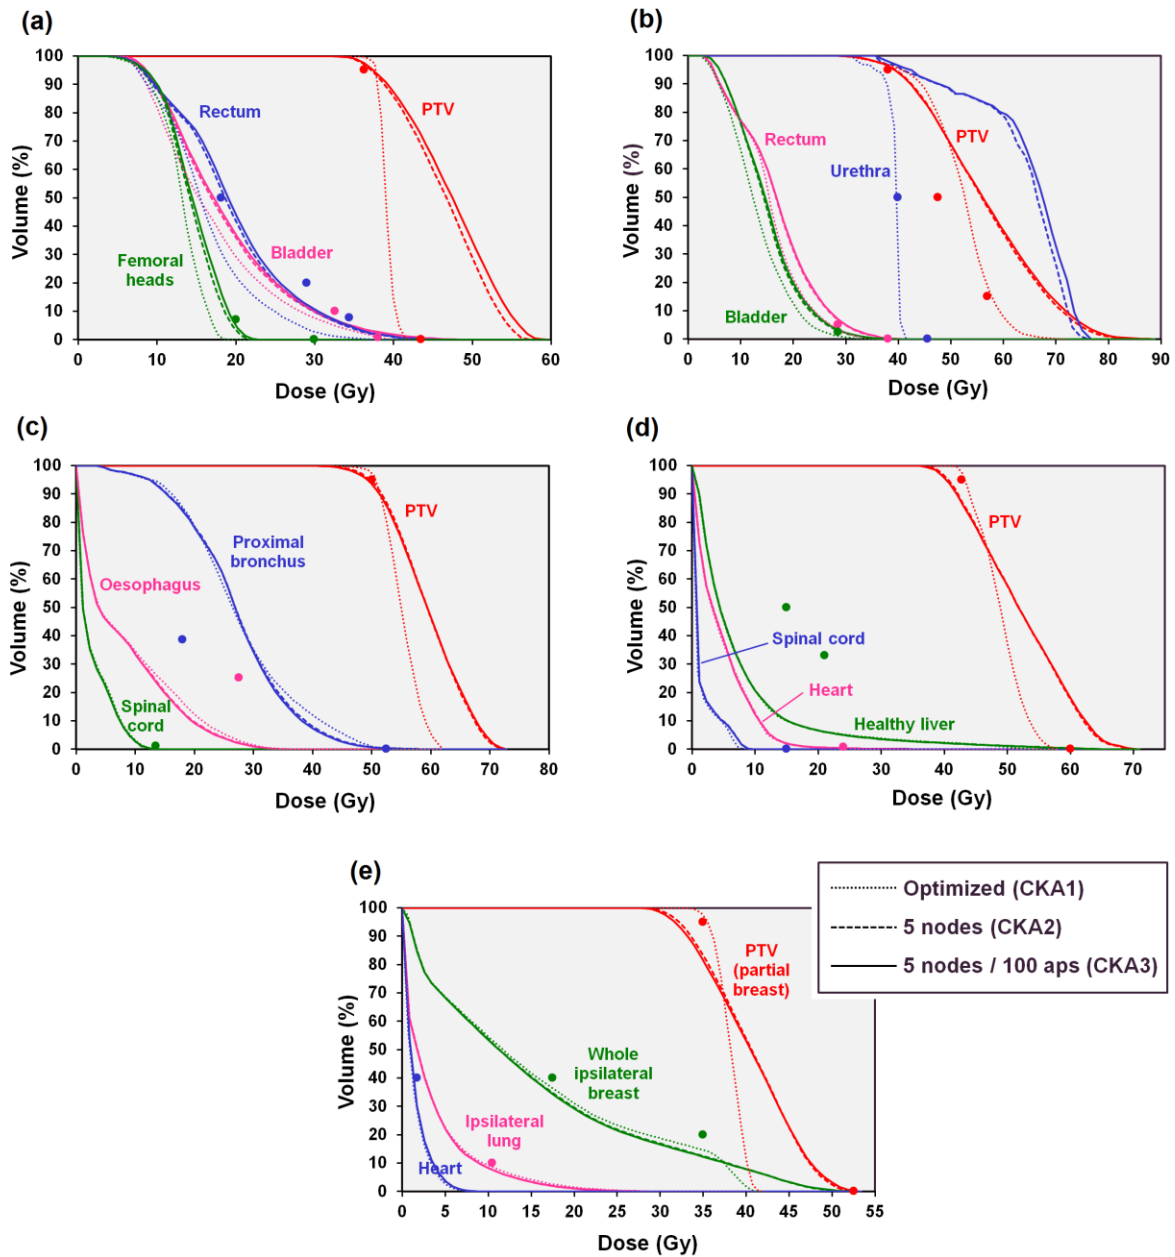 (a)
(b)
100
90
80
70
60
50
40
30
20
10
0
Volume (%)
Rectum
PTV
Bladder
Femoral
heads
0 10 20 30 40 50 60
Dose (Gy)
100
90
80
70
60
50
40
30
20
10
0
Volume (%)
Rectum
PTV
Urethra
Bladder
0 10 20 30 40 50 60 70 80 90
Dose (Gy)
(c)
(d)
100
90
80
70
60
50
40
30
20
10
0
Volume (%)
PTV
Proximal
bronchus
Oesophagus
Spinal
cord
0 10 20 30 40 50 60 70 80
Dose (Gy)
100
90
80
70
60
50
40
30
20
10
0
Volume (%)
PTV
Spinal cord
Heart
Healthy liver
0 10 20 30 40 50 60 70
Dose (Gy)
(e)
100
90
80
70
60
50
40
30
20
10
0
Volume (%)
PTV
(partial
breast)
Whole
ipsilateral
breast
Ipsilateral
lung
Heart
0 5 10 15 20 25 30 35 40 45 50 55
Dose (Gy)
Optimized (CKA1)
5 nodes (CKA2)
5 nodes / 100 aps (CKA3)